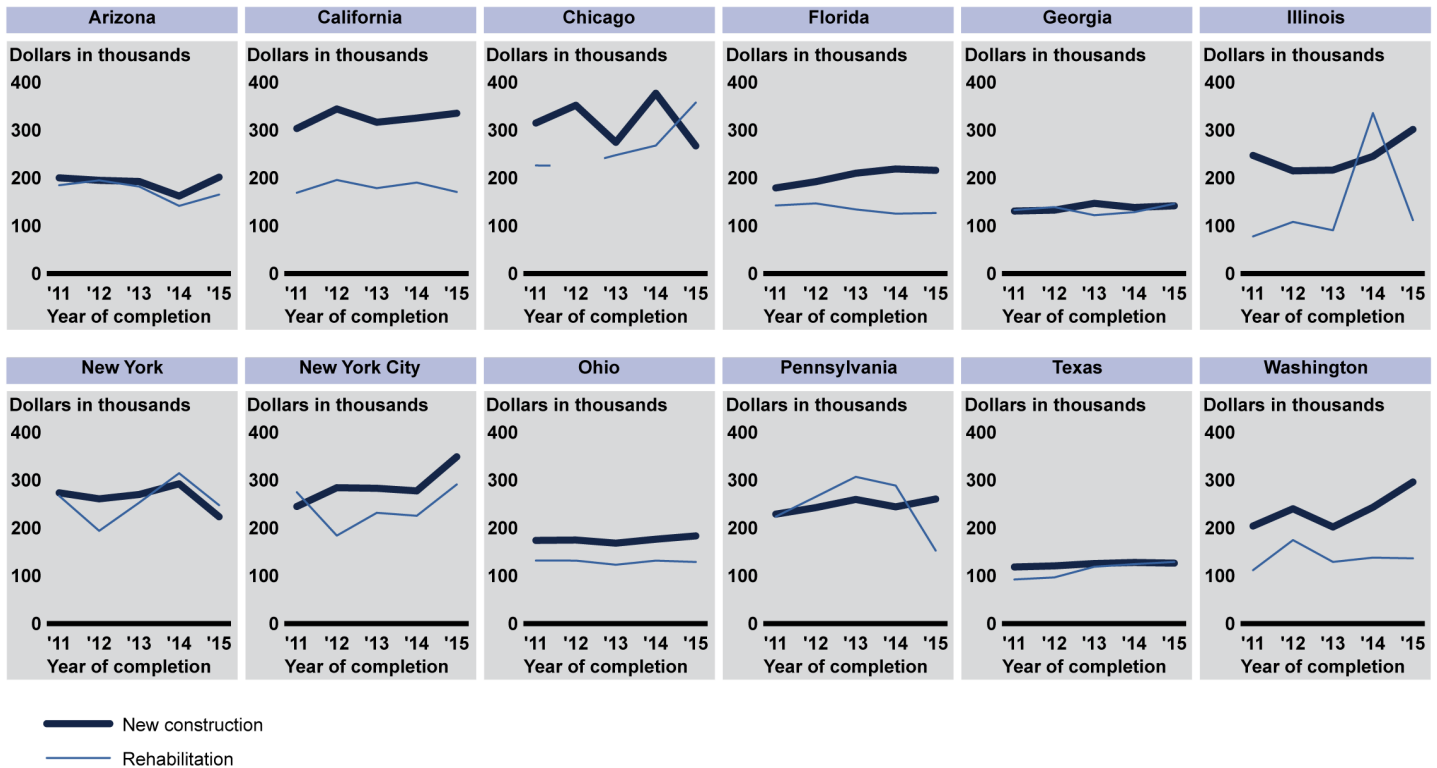 Arizona
Dollars in thousands
400
300
200
100
0
'11 '12 '13 '14 '15
Year of completion
California
Dollars in thousands
400
300
200
100
0
'11 '12 '13 '14 '15
Year of completion
Chicago
Dollars in thousands
400
300
200
100
0
'11 '12 '13 '14 '15
Year of completion
Florida
Dollars in thousands
400
300
200
100
0
'11 '12 '13 '14 '15
Year of completion
Georgia
Dollars in thousands
400
300
200
100
0
'11 '12 '13 '14 '15
Year of completion
Illinois
Dollars in thousands
400
300
200
100
0
'11 '12 '13 '14 '15
Year of completion
New York
Dollars in thousands
400
300
200
100
0
'11 '12 '13 '14 '15
Year of completion
New York City
Dollars in thousands
400
300
200
100
0
'11 '12 '13 '14 '15
Year of completion
Ohio
Dollars in thousands
400
300
200
100
0
'11 '12 '13 '14 '15
Year of completion
Pennsylvania
Dollars in thousands
400
300
200
100
0
'11 '12 '13 '14 '15
Year of completion
Texas
Dollars in thousands
400
300
200
100
0
'11 '12 '13 '14 '15
Year of completion
Washington
Dollars in thousands
400
300
200
100
0
'11 '12 '13 '14 '15
Year of completion
New construction
Rehabilitation